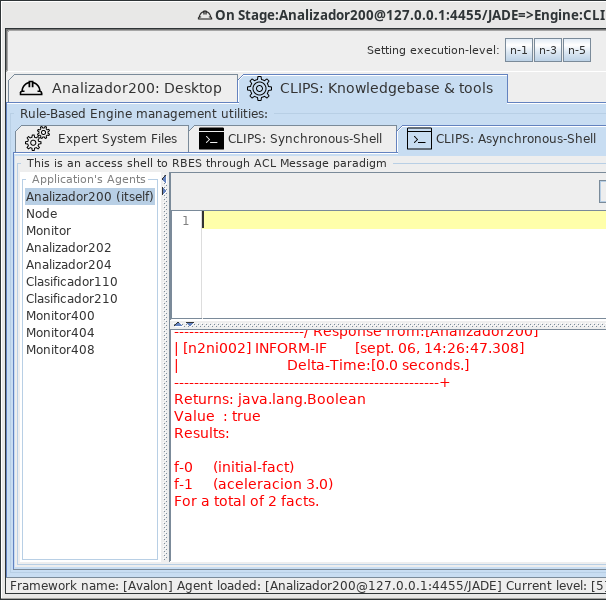 On Stage:Analizador200@127.0.0.1:4455/JADE=>Engine:CLI
Setting execution-level: n-1 n-3 n-5
Analizador200: Desktop CLIPS: Knowledgebase & tools
Rule-Based Engine management utilities:
Expert System Files CLIPS: Synchronous-Shell CLIPS: Asynchronous-Shell
This is an access shell to RBES through ACL Message paradigm
Application's Agents
Analizador200 (itself)
Node
Monitor
Analizador202
Analizador204
Clasificador110
Clasificador210
Monitor400
Monitor404
Monitor408
1
--------------------------/ Response from:[Analizador200]
| [n2ni002] INFORM-IF [sept. 06, 14:26:47.308]
| Delta-Time:[0.0 seconds.]
-----------------------------------------------------+
Returns: java.lang.Boolean
Value : true
Results:
f-0 (initial-fact)
f-1 (aceleracion 3.0)
For a total of 2 facts.
Framework name: [Avalon] Agent loaded: [Analizador200@127.0.0.1:4455/JADE] Current level: [5